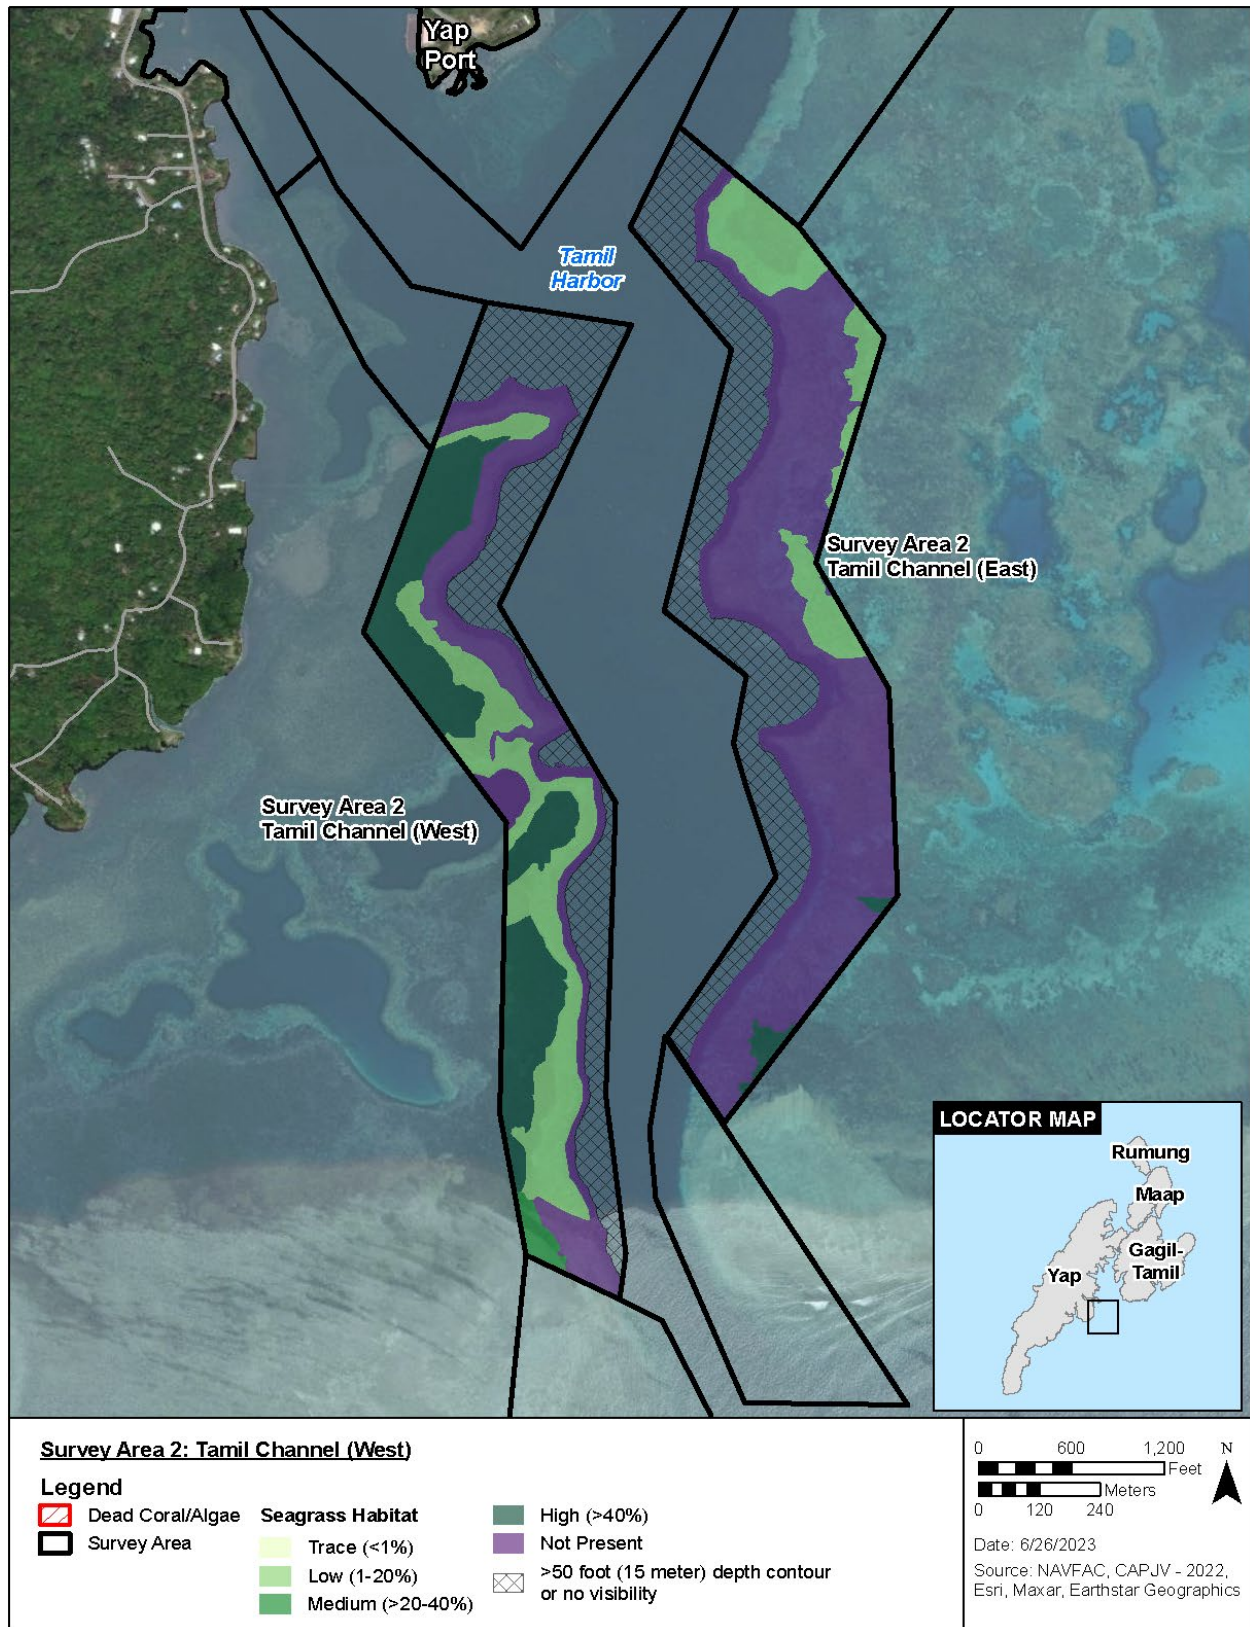 Yap
Port
Tamil
Harbor
Survey Area 2
Tamil Channel (East)
Survey Area 2
Tamil Channel (West)
LOCATOR MAP
Rumung
Maap
Gagil-
Tamil
Yap
Survey Area 2: Tamil Channel (West)
Legend
Dead Coral/Algae
Survey Area
Seagrass Habitat
Trace (<1%)
Low (1-20%)
Medium (>20-40%)
High (>40%)
Not Present
>50 foot (15 meter) depth contour
or no visibility
0 600 1,200
Feet
Meters
0 120 240
N
Date: 6/26/2023
Source: NAVFAC, CAPJV - 2022,
Esri, Maxar, Earthstar Geographics